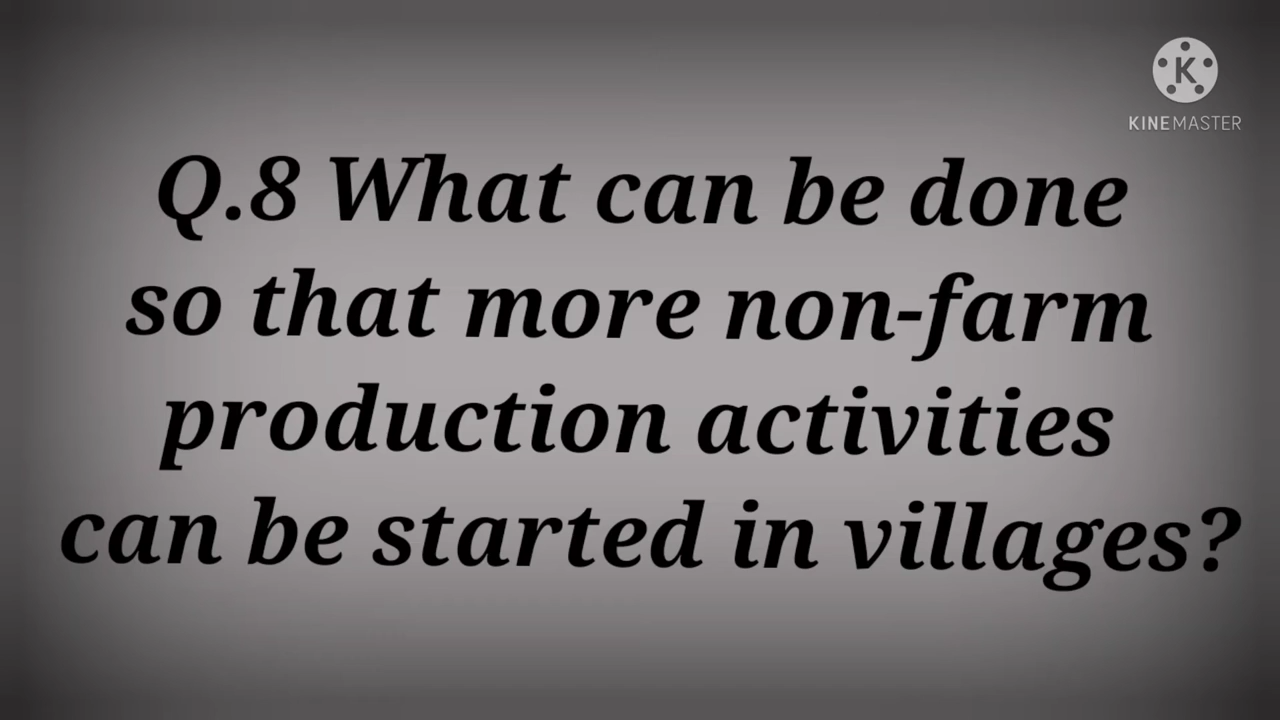 K
KINEMASTER
Q.8 What can be done
so that more non-farm
production activities
can be started in villages?